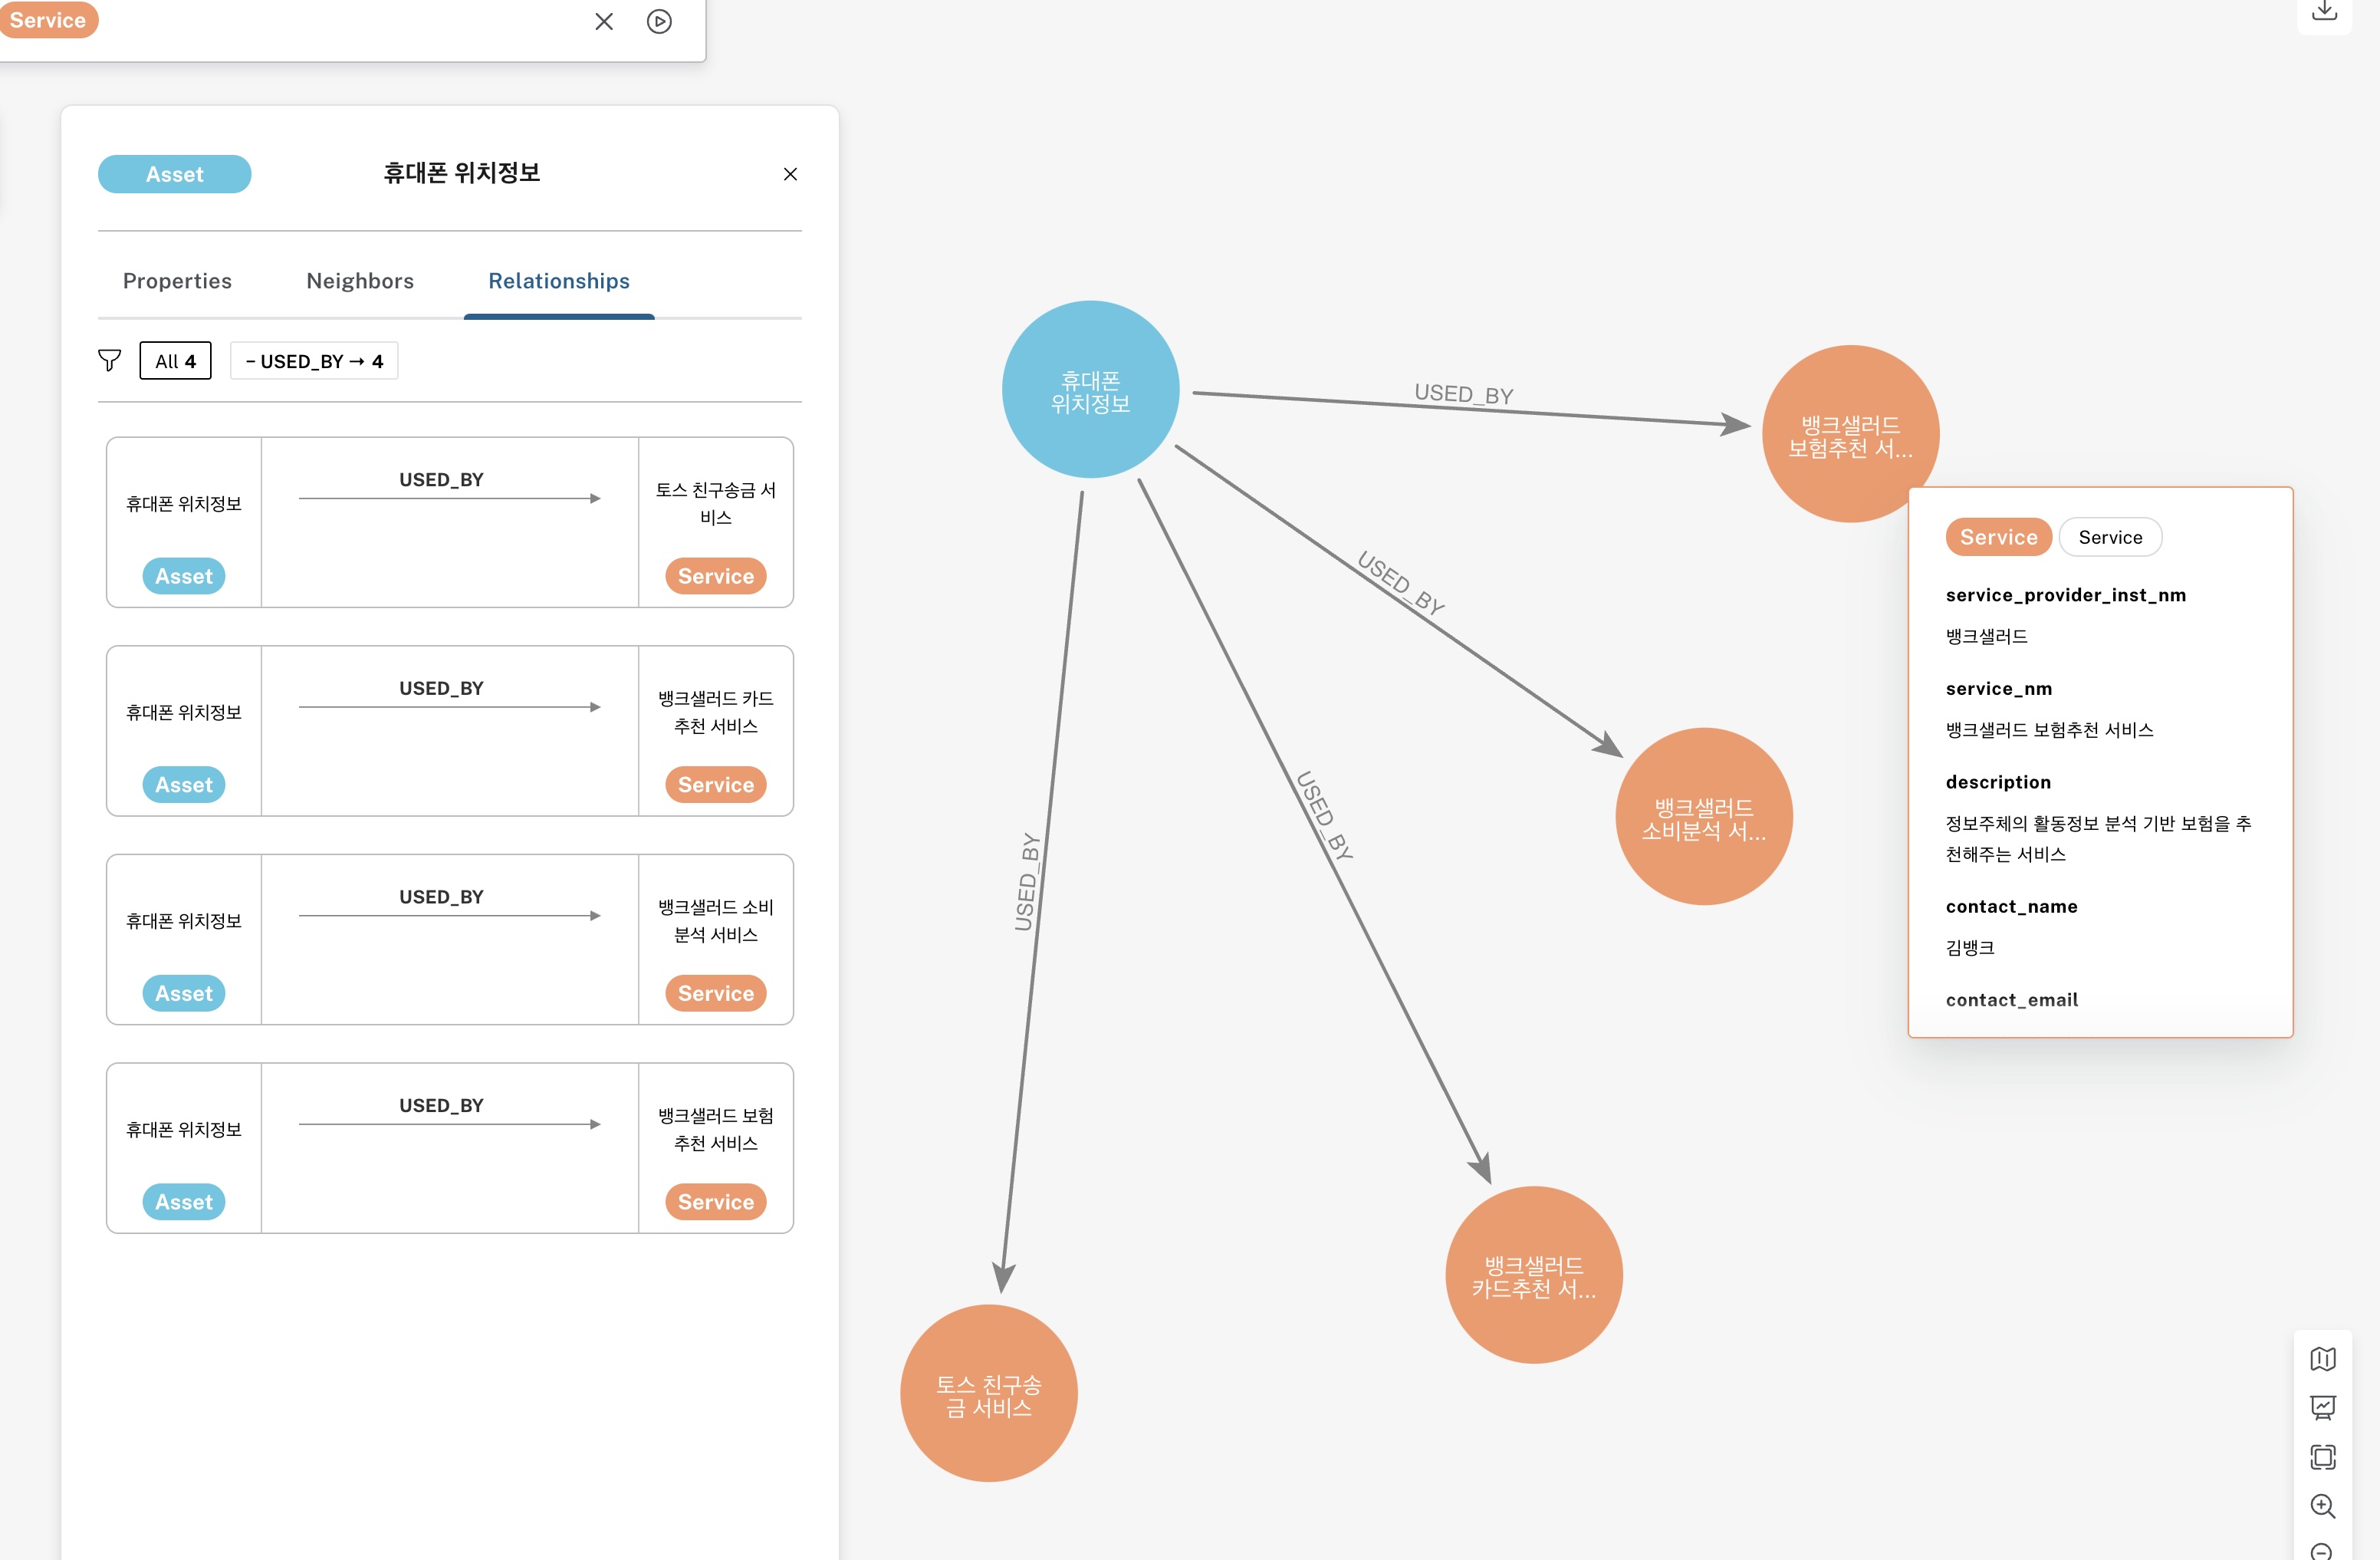 Service
Asset
휴대폰 위치정보
Properties
Neighbors
Relationships
All 4
– USED_BY → 4
휴대폰 위치정보
Asset
USED_BY
토스 친구송금 서
비스
Service
휴대폰 위치정보
Asset
USED_BY
뱅크샐러드 카드
추천 서비스
Service
휴대폰 위치정보
Asset
USED_BY
뱅크샐러드 소비
분석 서비스
Service
휴대폰 위치정보
Asset
USED_BY
뱅크샐러드 보험
추천 서비스
Service
휴대폰
위치정보
USED_BY
뱅크샐러드
보험추천 서...
USED_BY
뱅크샐러드
소비분석 서...
USED_BY
뱅크샐러드
카드추천 서...
USED_BY
토스 친구송
금 서비스
Service
Service
service_provider_inst_nm
뱅크샐러드
service_nm
뱅크샐러드 보험추천 서비스
description
정보주체의 활동정보 분석 기반 보험을 추
천해주는 서비스
contact_name
김뱅크
contact_email